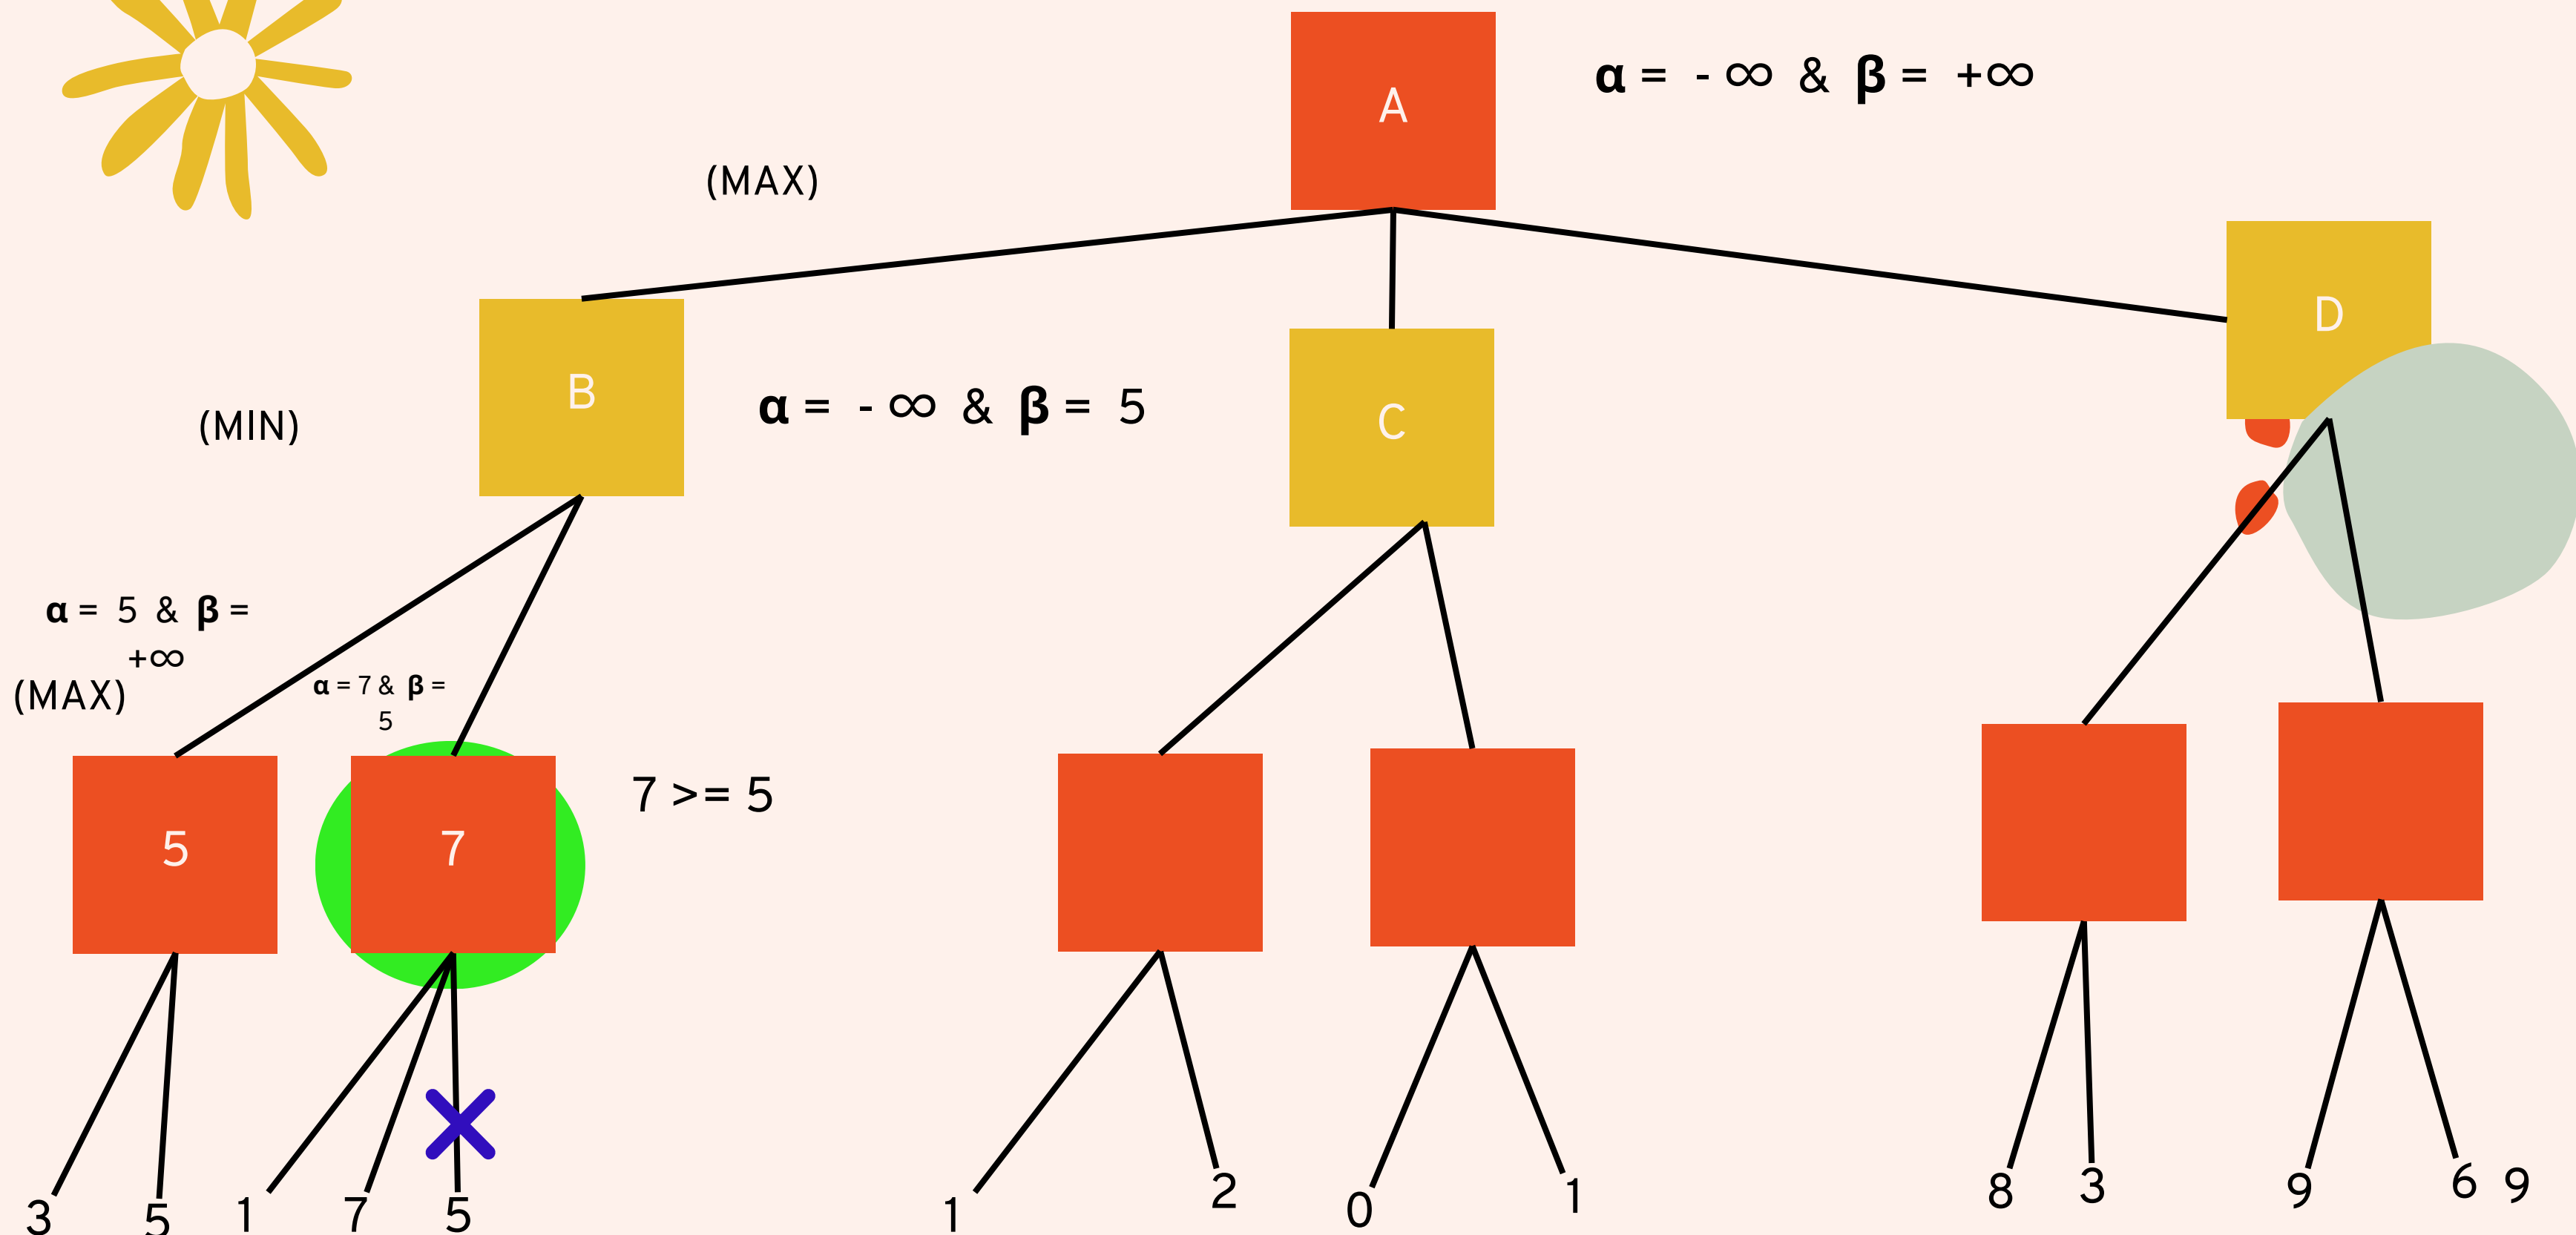 A
α = - ∞ & β = +∞
(MAX)
D
B
C
α = - ∞ & β = 5
(MIN)
α = 5 & β =
+∞
(MAX)
α = 7 & β =
5
7 >= 5
5
7
3 5 1 7 5 1 2 0 1 8 3 9 6 9